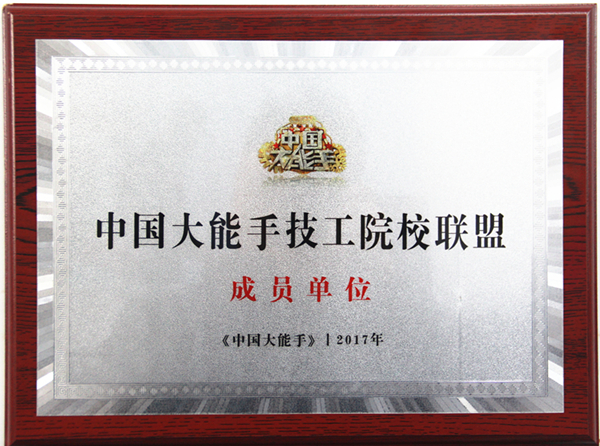 中国
大能手
中国大能手技工院校联盟
成员单位
《中国大能手》|2017年